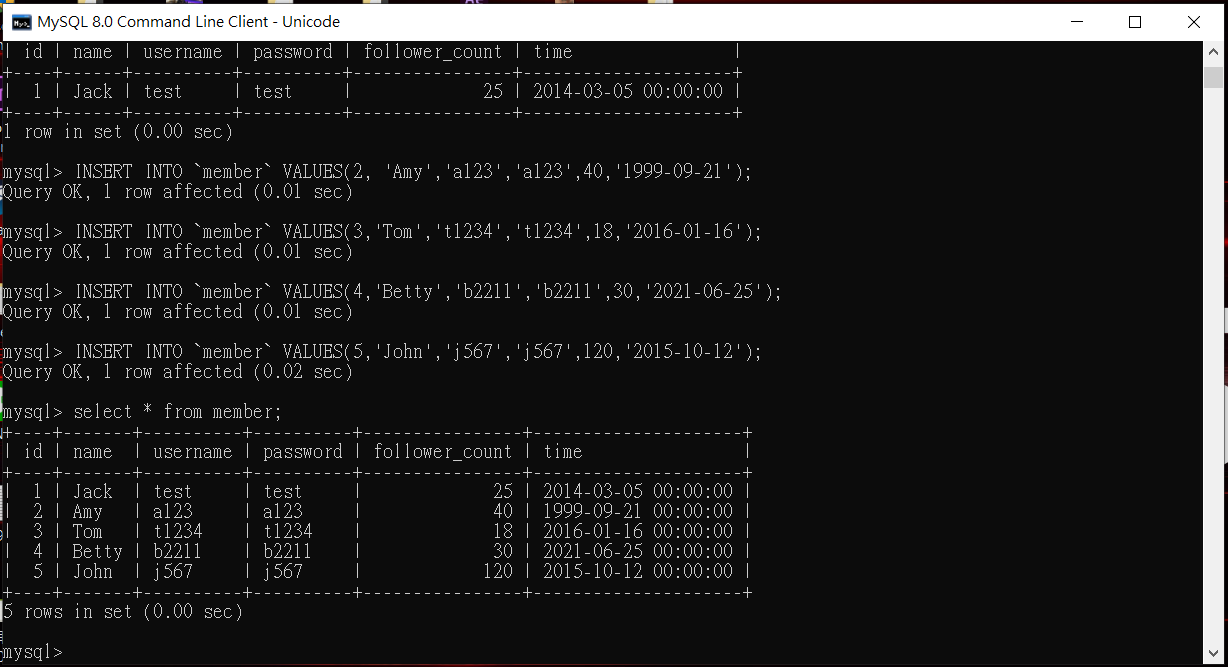 MySQL 8.0 Command Line Client - Unicode
| id | name | username | password | follower_count | time                |
+----+------+----------+----------+----------------+---------------------+
|  1 | Jack | test     | test     |             25 | 2014-03-05 00:00:00 |
+----+------+----------+----------+----------------+---------------------+
1 row in set (0.00 sec)
mysql> INSERT INTO `member` VALUES(2, 'Amy','a123','a123',40,'1999-09-21');
Query OK, 1 row affected (0.01 sec)
mysql> INSERT INTO `member` VALUES(3,'Tom','t1234','t1234',18,'2016-01-16');
Query OK, 1 row affected (0.01 sec)
mysql> INSERT INTO `member` VALUES(4,'Betty','b2211','b2211',30,'2021-06-25');
Query OK, 1 row affected (0.01 sec)
mysql> INSERT INTO `member` VALUES(5,'John','j567','j567',120,'2015-10-12');
Query OK, 1 row affected (0.02 sec)
mysql> select * from member;
+----+-------+----------+----------+----------------+---------------------+
| id | name  | username | password | follower_count | time                |
+----+-------+----------+----------+----------------+---------------------+
|  1 | Jack  | test     | test     |             25 | 2014-03-05 00:00:00 |
|  2 | Amy   | a123     | a123     |             40 | 1999-09-21 00:00:00 |
|  3 | Tom   | t1234    | t1234    |             18 | 2016-01-16 00:00:00 |
|  4 | Betty | b2211    | b2211    |             30 | 2021-06-25 00:00:00 |
|  5 | John  | j567     | j567     |            120 | 2015-10-12 00:00:00 |
+----+-------+----------+----------+----------------+---------------------+
5 rows in set (0.00 sec)
mysql>